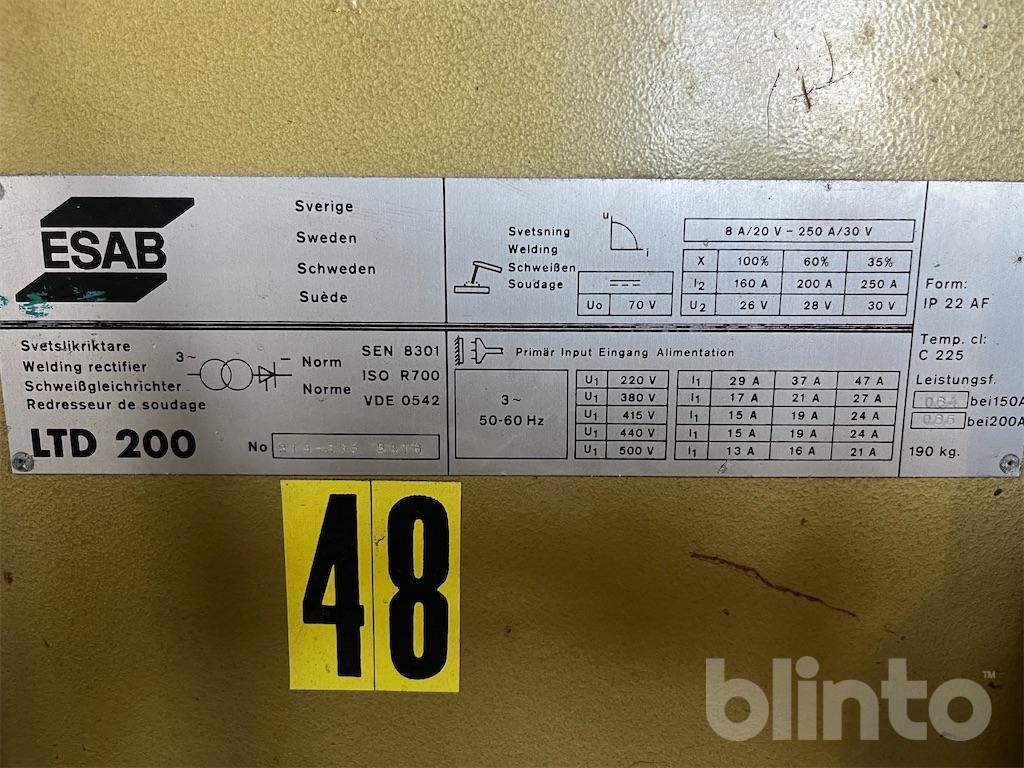 ESAB
Sverige
Sweden
Schweden
Suède
Svetsning
Welding
Schweißen
Soudage
u
i
Uo 70 V
8 A/20 V – 250 A/30 V
X 100% 60% 35%
I2 160 A 200 A 250 A
U2 26 V 28 V 30 V
Form:
IP 22 AF
Temp. cl:
C 225
Leistungsf.
bei150A
bei200A
190 kg.
Svetslikriktare
Welding rectifier
Schweißgleichrichter
Redresseur de soudage
3~
Norm
Norme
SEN 8301
ISO R700
VDE 0542
LTD 200
No
Primär Input Eingang Alimentation
3~
50-60 Hz
U1 220 V I1 29 A 37 A 47 A
U1 380 V I1 17 A 21 A 27 A
U1 415 V I1 15 A 19 A 24 A
U1 440 V I1 15 A 19 A 24 A
U1 500 V I1 13 A 16 A 21 A
48
blinto™